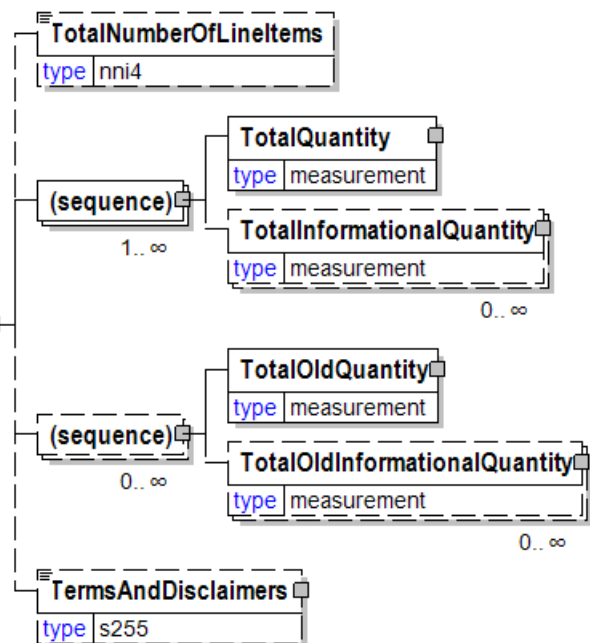 TotalNumberOfLineItems
type nni4
TotalQuantity
type measurement
(sequence)
1.. ∞
TotalInformationalQuantity
type measurement
0.. ∞
TotalOldQuantity
type measurement
(sequence)
0.. ∞
TotalOldInformationalQuantity
type measurement
0.. ∞
TermsAndDisclaimers
type s255